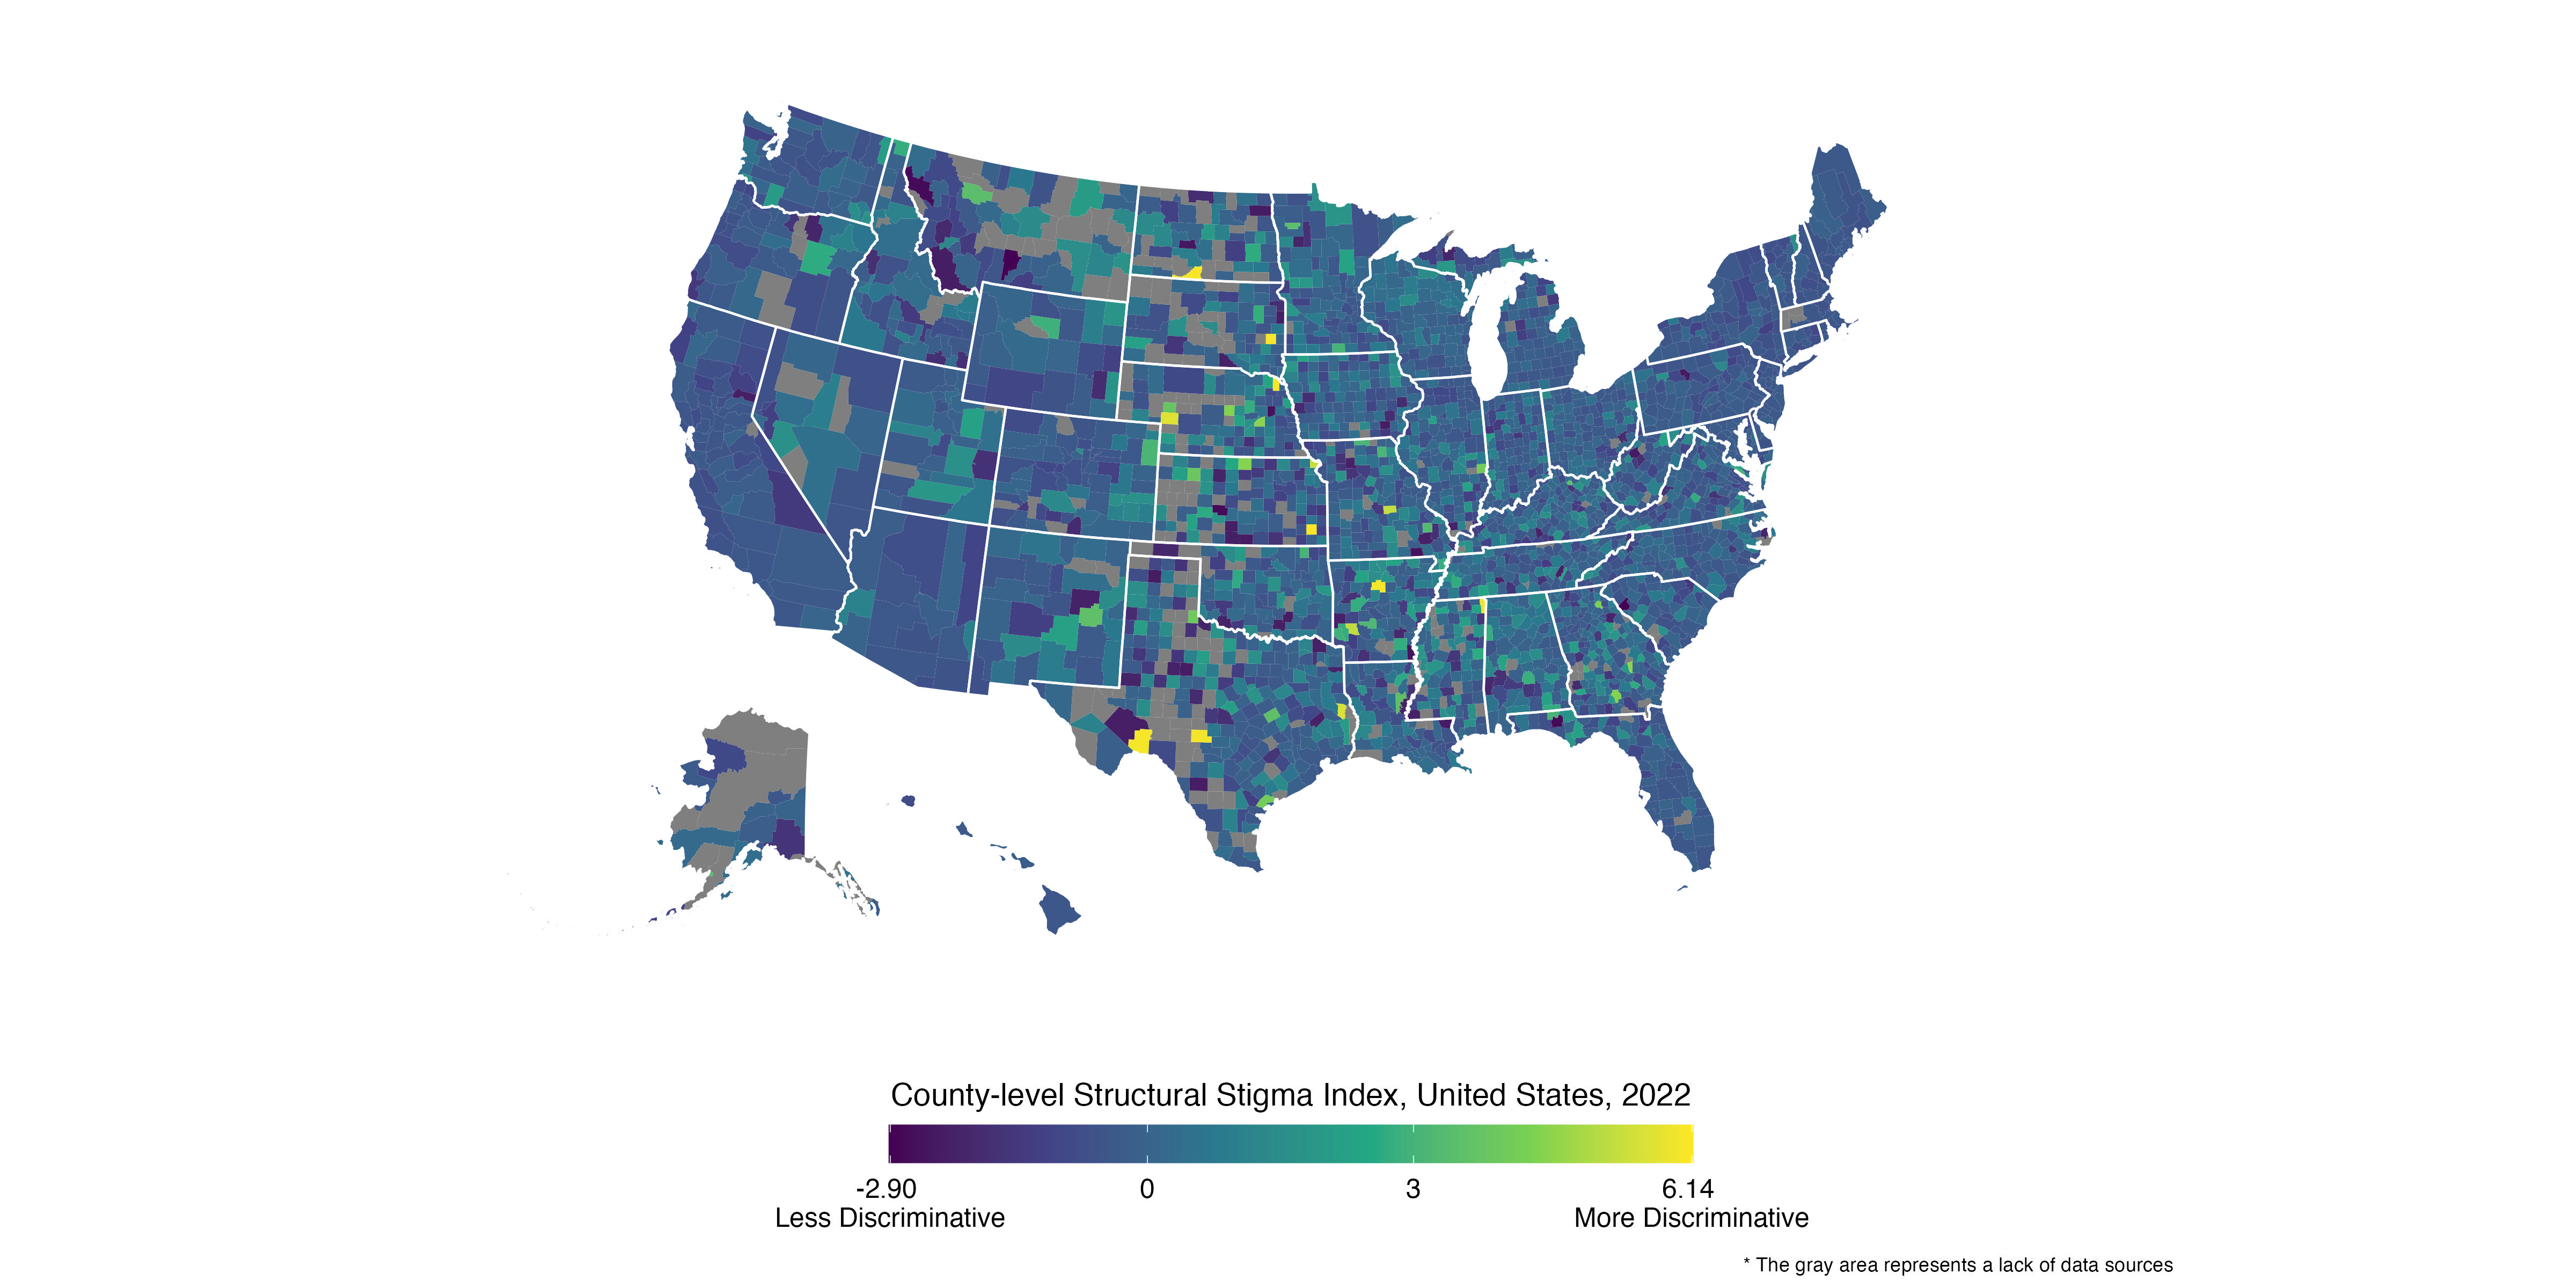 County-level Structural Stigma Index, United States, 2022
-2.90 0 3 6.14
Less Discriminative More Discriminative
* The gray area represents a lack of data sources